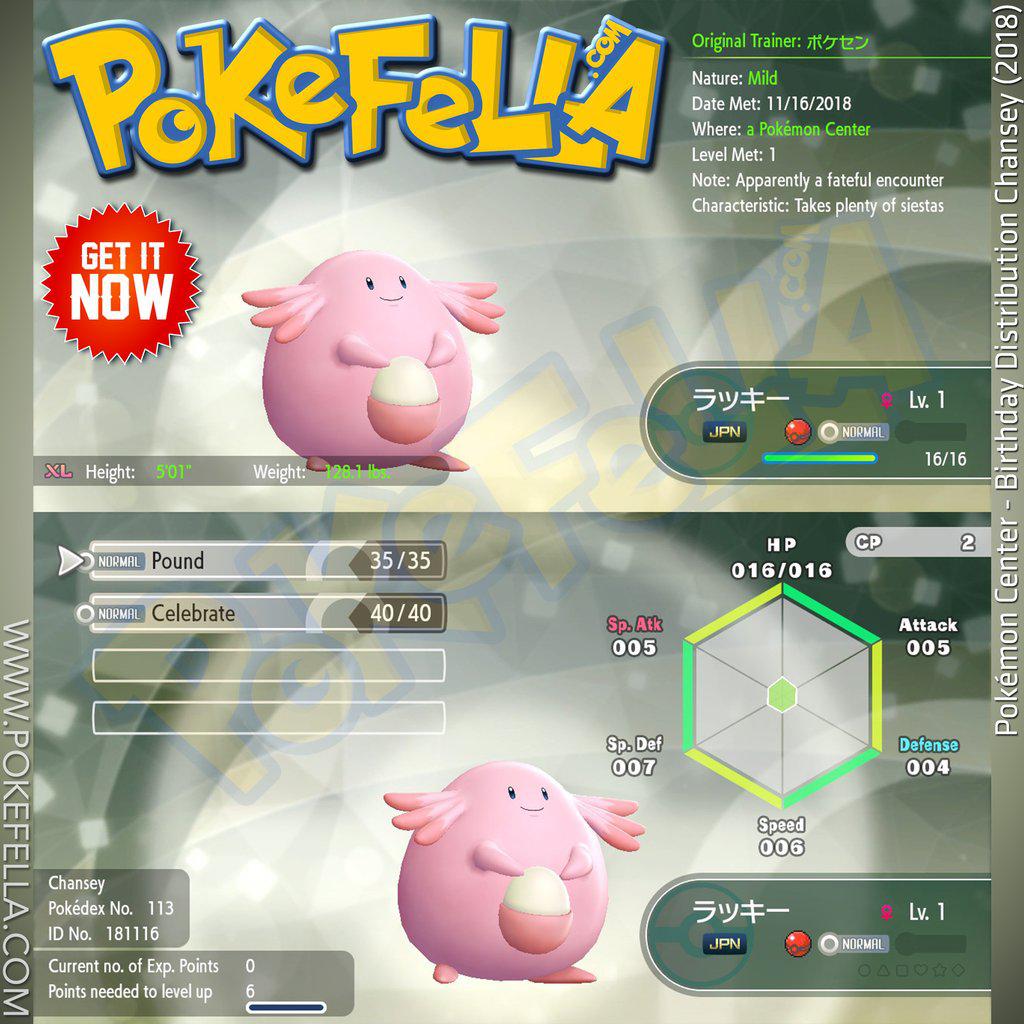 POKEFELLA.COM
Original Trainer: ポケセン
Nature: Mild
Date Met: 11/16/2018
Where: a Pokémon Center
Level Met: 1
Note: Apparently a fateful encounter
Characteristic: Takes plenty of siestas
GET IT
NOW
ラッキー ♀ Lv. 1
JPN NORMAL
16/16
XL Height: 5'01" Weight: 128.1 lbs.
POKEFELLA.COM
Pokémon Center - Birthday Distribution Chansey (2018)
NORMAL Pound 35/35
NORMAL Celebrate 40/40
CP 2
HP
016/016
Sp. Atk
005
Attack
005
Sp. Def
007
Defense
004
Speed
006
Chansey
Pokédex No. 113
ID No. 181116
Current no. of Exp. Points 0
Points needed to level up 6
ラッキー ♀ Lv. 1
JPN NORMAL
POKEFELLA
WWW.POKEFELLA.COM